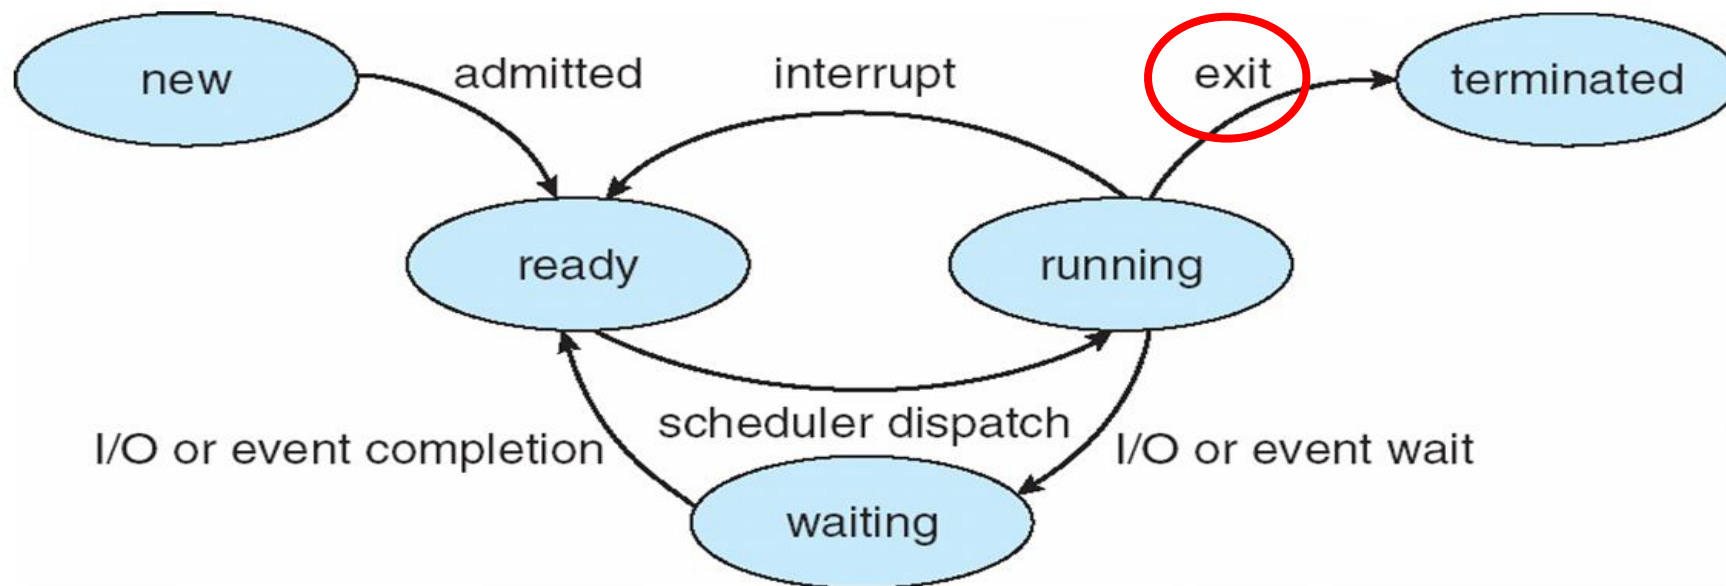 new
admitted
interrupt
exit
terminated
ready
running
scheduler dispatch
I/O or event completion
I/O or event wait
waiting